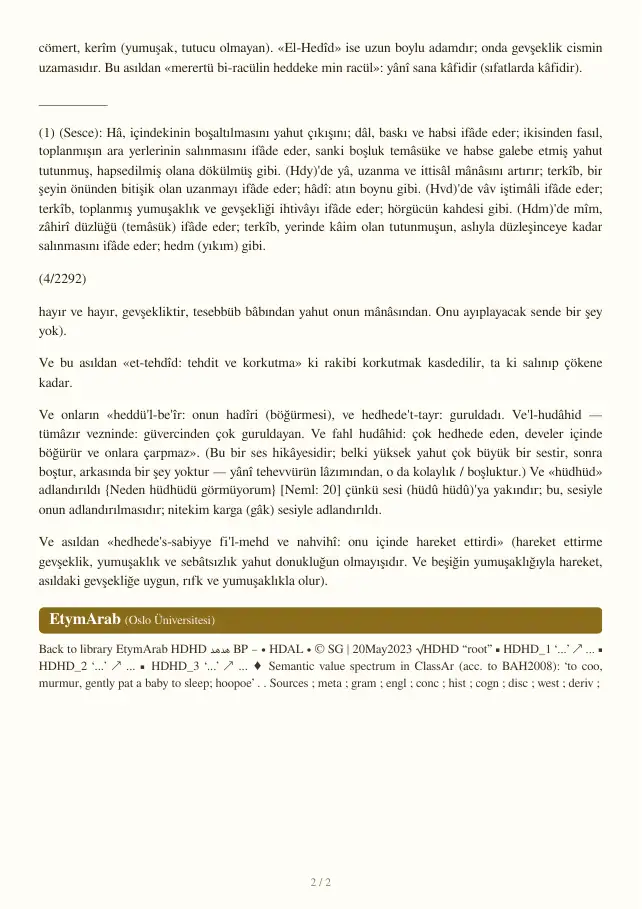 cömert, kerîm (yumuşak, tutucu olmayan). «El-Hedîd» ise uzun boylu adamdır; onda gevşeklik cismin
uzamasıdır. Bu asıldan «merertü bi-racülin heddeke min racül»: yânî sana kâfidir (sıfatlarda kâfidir).
(1) (Sesce): Hâ, içindekinin boşaltılmasını yahut çıkışını; dâl, baskı ve habsi ifâde eder; ikisinden fasıl,
toplanmışın ara yerlerinin salınmasını ifâde eder, sanki boşluk temâsüke ve habse galebe etmiş yahut
tutunmuş, hapsedilmiş olana dökülmüş gibi. (Hdy)'de yâ, uzanma ve ittisâl mânâsını artırır; terkîb, bir
şeyin önünden bitişik olan uzanmayı ifâde eder; hâdî: atın boynu gibi. (Hvd)'de vâv iştimâli ifâde eder;
terkîb, toplanmış yumuşaklık ve gevşekliği ihtivâyı ifâde eder; hörgücün kahdesi gibi. (Hdm)'de mîm,
zâhirî düzlüğü (temâsük) ifâde eder; terkîb, yerinde kâim olan tutunmuşun, aslıyla düzleşinceye kadar
salınmasını ifâde eder; hedm (yıkım) gibi.
(4/2292)
hayır ve hayır, gevşekliktir, tesebbüb bâbından yahut onun mânâsından. Onu ayıplayacak sende bir şey
yok).
Ve bu asıldan «et-tehdîd: tehdit ve korkutma» ki rakibi korkutmak kasdedilir, ta ki salınıp çökene
kadar.
Ve onların «heddü'l-be'îr: onun hadîri (böğürmesi), ve hedhede't-tayr: guruldadı. Ve'l-hudâhid —
tümâzır vezninde: güvercinden çok guruldayan. Ve fahl hudâhid: çok hedhede eden, develer içinde
böğürür ve onlara çarpmaz». (Bu bir ses hikâyesidir; belki yüksek yahut çok büyük bir sestir, sonra
boştur, arkasında bir şey yoktur — yânî tehevvürün lâzımından, o da kolaylık / boşluktur.) Ve «hüdhüd»
adlandırıldı {Neden hüdhüdü görmüyorum} [Neml: 20] çünkü sesi (hüdû hüdû)'ya yakındır; bu, sesiyle
onun adlandırılmasıdır; nitekim karga (gâk) sesiyle adlandırıldı.
Ve asıldan «hedhede's-sabiyye fi'l-mehd ve nahvihî: onu içinde hareket ettirdi» (hareket ettirme
gevşeklik, yumuşaklık ve sebâtsızlık yahut donukluğun olmayışıdır. Ve beşiğin yumuşaklığıyla hareket,
asıldaki gevşekliğe uygun, rıfk ve yumuşaklıkla olur).
EtymArab (Oslo Üniversitesi)
Back to library EtymArab HDHD هدهد BP – • HDAL • © SG | 20May2023 √HDHD “root” ▪ HDHD_1 ‘...’ ↗ ... ▪
HDHD_2 ‘...’ ↗ ... ▪ HDHD_3 ‘...’ ↗ ... ♦ Semantic value spectrum in ClassAr (acc. to BAH2008): ‘to coo,
murmur, gently pat a baby to sleep; hoopoe’ . . Sources ; meta ; gram ; engl ; conc ; hist ; cogn ; disc ; west ; deriv ;
2 / 2